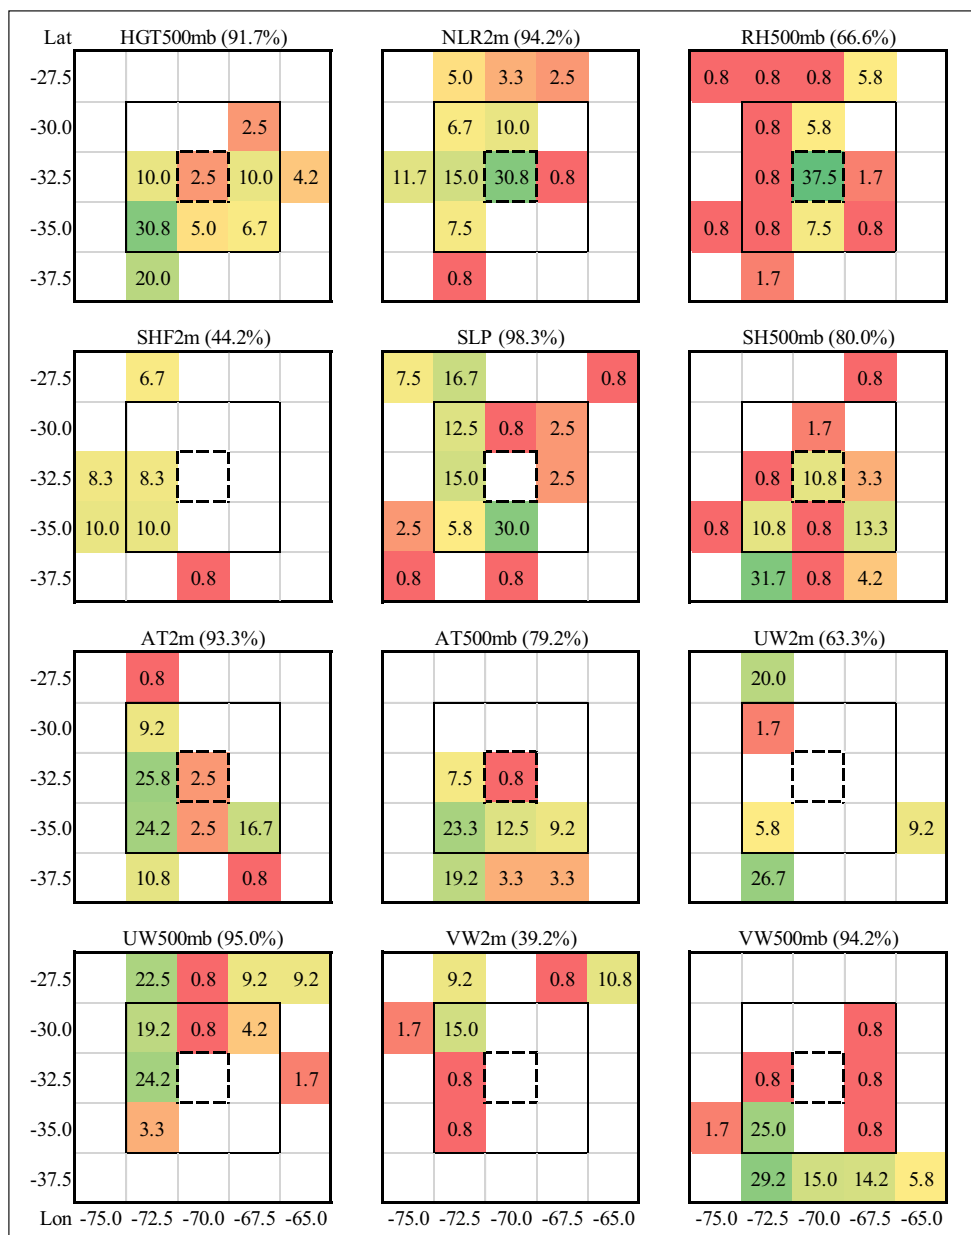 Lat HGT500mb (91.7%) NLR2m (94.2%) RH500mb (66.6%)
-27.5 5.0 3.3 2.5 0.8 0.8 0.8 5.8
-30.0 2.5 6.7 10.0 0.8 5.8
-32.5 10.0 2.5 10.0 4.2 11.7 15.0 30.8 0.8 0.8 37.5 1.7
-35.0 30.8 5.0 6.7 7.5 0.8 0.8 7.5 0.8
-37.5 20.0 0.8 1.7
SHF2m (44.2%) SLP (98.3%) SH500mb (80.0%)
-27.5 6.7 7.5 16.7 0.8 0.8
-30.0 12.5 0.8 2.5 1.7
-32.5 8.3 8.3 15.0 2.5 0.8 10.8 3.3
-35.0 10.0 10.0 2.5 5.8 30.0 0.8 10.8 0.8 13.3
-37.5 0.8 0.8 0.8 31.7 0.8 4.2
AT2m (93.3%) AT500mb (79.2%) UW2m (63.3%)
-27.5 0.8 20.0
-30.0 9.2 1.7
-32.5 25.8 2.5 7.5 0.8
-35.0 24.2 2.5 16.7 23.3 12.5 9.2 5.8 9.2
-37.5 10.8 0.8 19.2 3.3 3.3 26.7
UW500mb (95.0%) VW2m (39.2%) VW500mb (94.2%)
-27.5 22.5 0.8 9.2 9.2 9.2 0.8 10.8
-30.0 19.2 0.8 4.2 1.7 15.0 0.8
-32.5 24.2 1.7 0.8 0.8 0.8
-35.0 3.3 0.8 1.7 25.0 0.8
-37.5 29.2 15.0 14.2 5.8
Lon -75.0 -72.5 -70.0 -67.5 -65.0 -75.0 -72.5 -70.0 -67.5 -65.0 -75.0 -72.5 -70.0 -67.5 -65.0